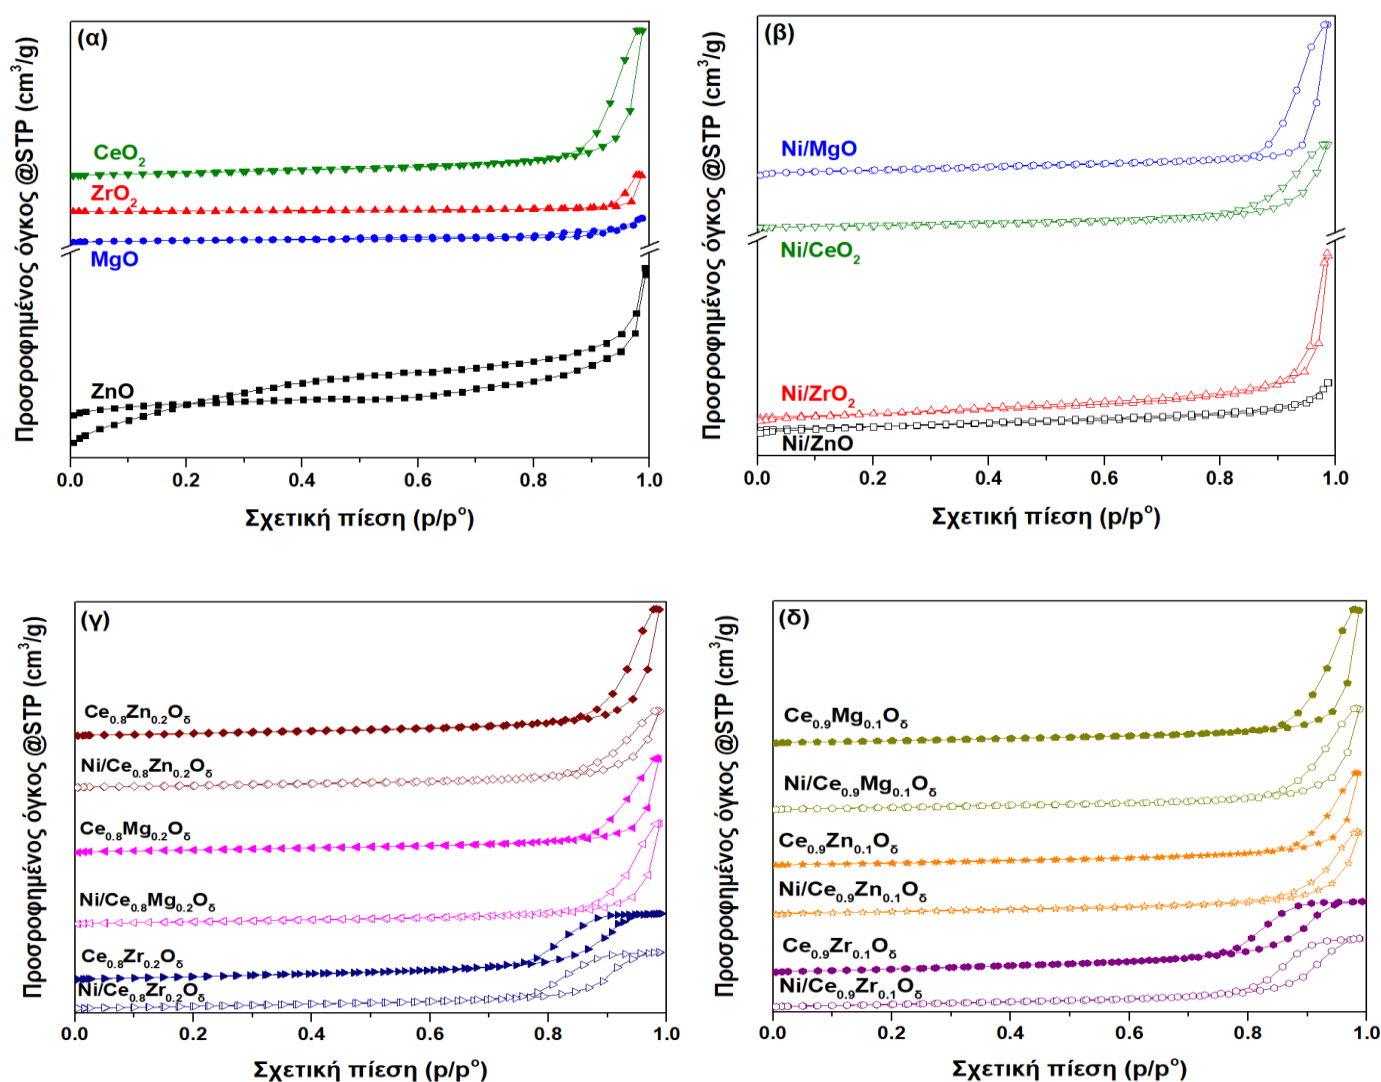 (α)
Προσροφημένος όγκος @STP (cm³/g)
CeO₂
ZrO₂
MgO
ZnO
0.0 0.2 0.4 0.6 0.8 1.0
Σχετική πίεση (p/p°)
(β)
Προσροφημένος όγκος @STP (cm³/g)
Ni/MgO
Ni/CeO₂
Ni/ZrO₂
Ni/ZnO
0.0 0.2 0.4 0.6 0.8 1.0
Σχετική πίεση (p/p°)
(γ)
Προσροφημένος όγκος @STP (cm³/g)
Ce₀.₈Zn₀.₂Oδ
Ni/Ce₀.₈Zn₀.₂Oδ
Ce₀.₈Mg₀.₂Oδ
Ni/Ce₀.₈Mg₀.₂Oδ
Ce₀.₈Zr₀.₂Oδ
Ni/Ce₀.₈Zr₀.₂Oδ
0.0 0.2 0.4 0.6 0.8 1.0
Σχετική πίεση (p/p°)
(δ)
Προσροφημένος όγκος @STP (cm³/g)
Ce₀.₉Mg₀.₁Oδ
Ni/Ce₀.₉Mg₀.₁Oδ
Ce₀.₉Zn₀.₁Oδ
Ni/Ce₀.₉Zn₀.₁Oδ
Ce₀.₉Zr₀.₁Oδ
Ni/Ce₀.₉Zr₀.₁Oδ
0.0 0.2 0.4 0.6 0.8 1.0
Σχετική πίεση (p/p°)